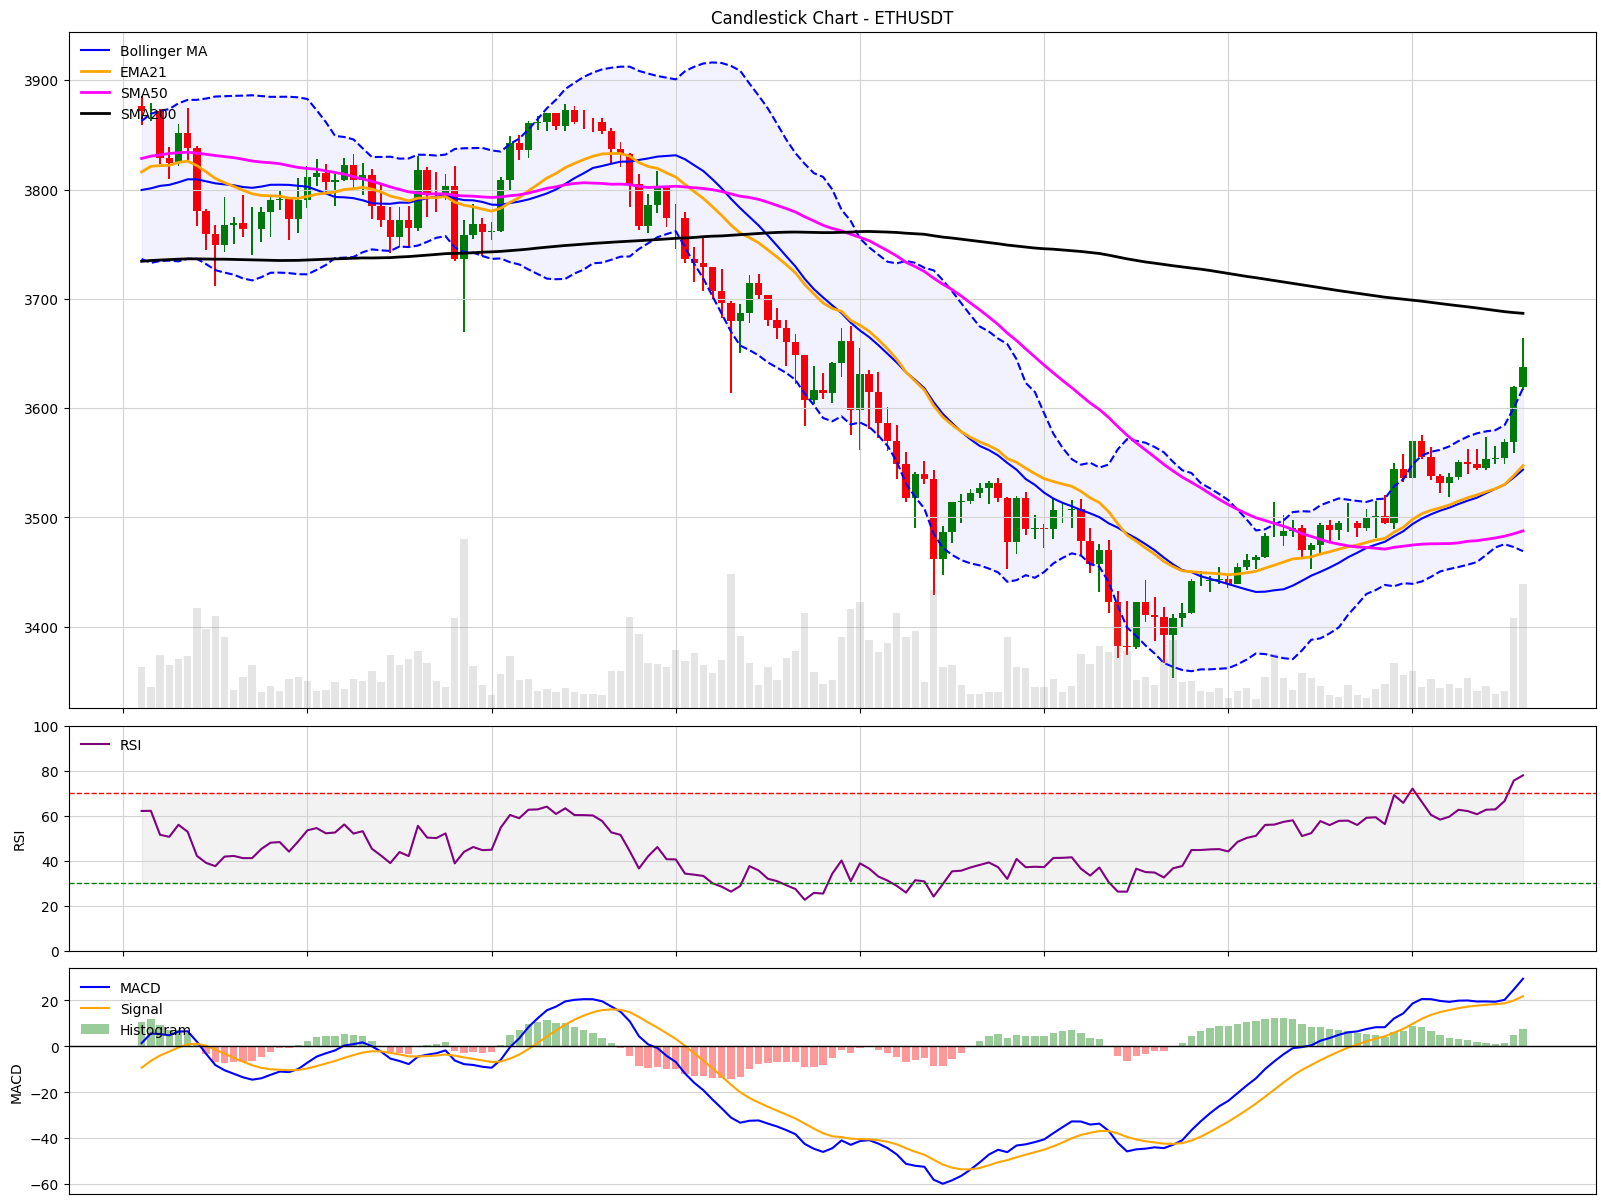 Candlestick Chart - ETHUSDT
Bollinger MA
EMA21
SMA50
SMA200
3900
3800
3700
3600
3500
3400
RSI
100
80
60
40
20
0
RSI
MACD
Signal
Histogram
20
0
−20
−40
−60
MACD